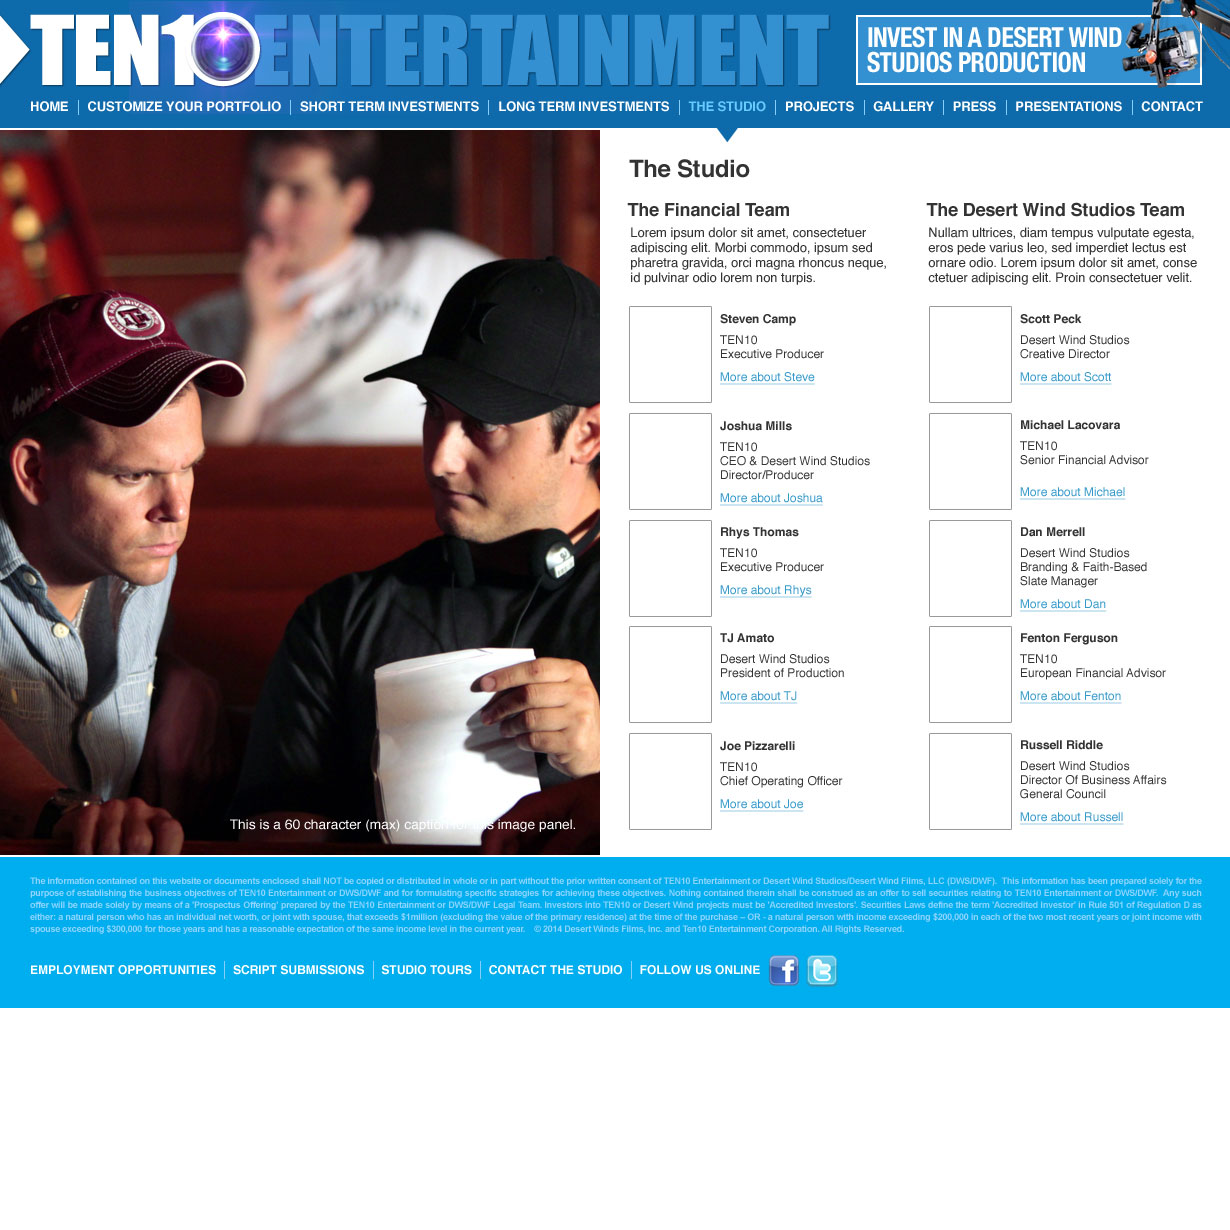 TEN10 ENTERTAINMENT
INVEST IN A DESERT WIND
STUDIOS PRODUCTION
HOME
CUSTOMIZE YOUR PORTFOLIO
SHORT TERM INVESTMENTS
LONG TERM INVESTMENTS
THE STUDIO
PROJECTS
GALLERY
PRESS
PRESENTATIONS
CONTACT
This is a 60 character (max) caption for this image panel.
The Studio
The Financial Team
Lorem ipsum dolor sit amet, consectetuer
adipiscing elit. Morbi commodo, ipsum sed
pharetra gravida, orci magna rhoncus neque,
id pulvinar odio lorem non turpis.
Steven Camp
TEN10
Executive Producer
More about Steve
Joshua Mills
TEN10
CEO & Desert Wind Studios
Director/Producer
More about Joshua
Rhys Thomas
TEN10
Executive Producer
More about Rhys
TJ Amato
Desert Wind Studios
President of Production
More about TJ
Joe Pizzarelli
TEN10
Chief Operating Officer
More about Joe
The Desert Wind Studios Team
Nullam ultrices, diam tempus vulputate egesta,
eros pede varius leo, sed imperdiet lectus est
ornare odio. Lorem ipsum dolor sit amet, conse
ctetuer adipiscing elit. Proin consectetuer velit.
Scott Peck
Desert Wind Studios
Creative Director
More about Scott
Michael Lacovara
TEN10
Senior Financial Advisor
More about Michael
Dan Merrell
Desert Wind Studios
Branding & Faith-Based
Slate Manager
More about Dan
Fenton Ferguson
TEN10
European Financial Advisor
More about Fenton
Russell Riddle
Desert Wind Studios
Director Of Business Affairs
General Council
More about Russell
The information contained on this website or documents enclosed shall NOT be copied or distributed in whole or in part without the prior written consent of TEN10 Entertainment or Desert Wind Studios/Desert Wind Films, LLC (DWS/DWF). This information has been prepared solely for the
purpose of establishing the business objectives of TEN10 Entertainment or DWS/DWF and for formulating specific strategies for achieving these objectives. Nothing contained therein shall be construed as an offer to sell securities relating to TEN10 Entertainment or DWS/DWF. Any such
offer will be made solely by means of a 'Prospectus Offering' prepared by the TEN10 Entertainment or DWS/DWF Legal Team. Investors into TEN10 or Desert Wind projects must be 'Accredited Investors'. Securities Laws define the term 'Accredited Investor' in Rule 501 of Regulation D as
either: a natural person who has an individual net worth, or joint with spouse, that exceeds $1million (excluding the value of the primary residence) at the time of the purchase – OR - a natural person with income exceeding $200,000 in each of the two most recent years or joint income with
spouse exceeding $300,000 for those years and has a reasonable expectation of the same income level in the current year. © 2014 Desert Winds Films, Inc. and Ten10 Entertainment Corporation. All Rights Reserved.
EMPLOYMENT OPPORTUNITIES
SCRIPT SUBMISSIONS
STUDIO TOURS
CONTACT THE STUDIO
FOLLOW US ONLINE